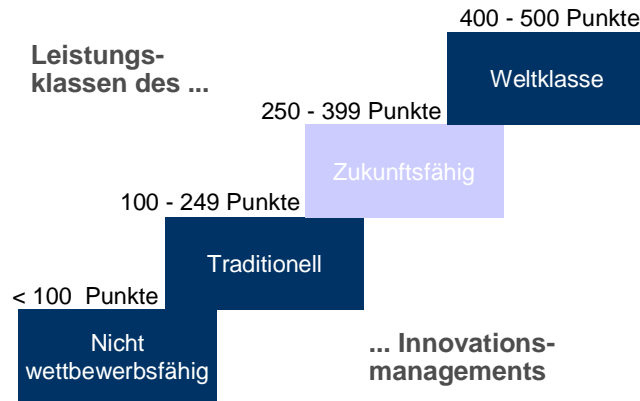 400 - 500 Punkte
Leistungs-
klassen des ...
Weltklasse
250 - 399 Punkte
Zukunftsfähig
100 - 249 Punkte
Traditionell
< 100 Punkte
Nicht
wettbewerbsfähig
... Innovations-
managements